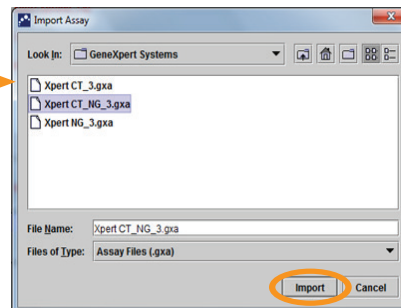 Import Assay
Look In: GeneXpert Systems
Xpert CT_3.gxa
Xpert CT_NG_3.gxa
Xpert NG_3.gxa
File Name: Xpert CT_NG_3.gxa
Files of Type: Assay Files (.gxa)
Import Cancel